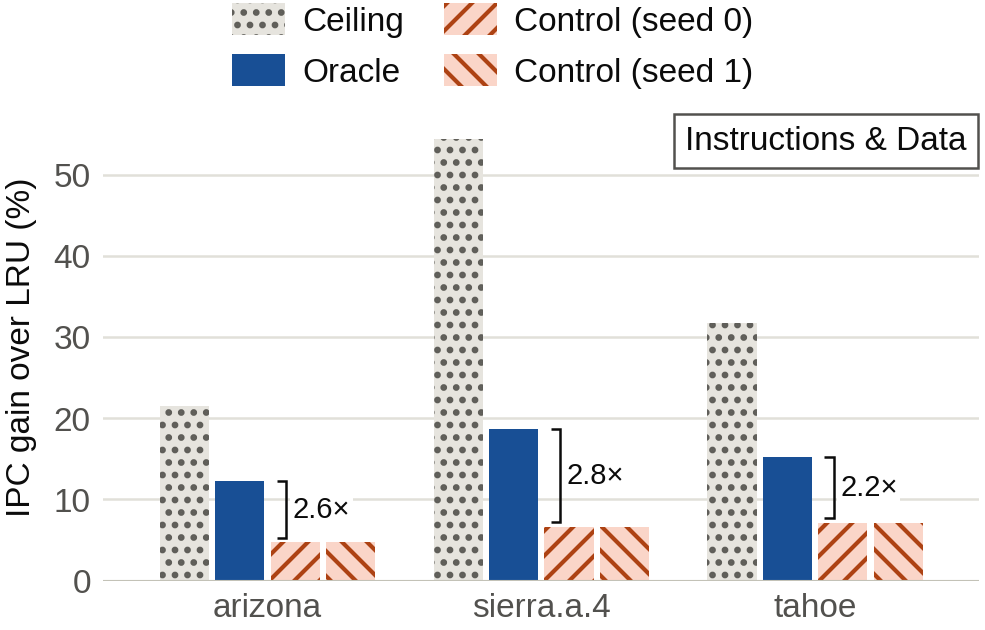 Ceiling
Control (seed 0)
Oracle
Control (seed 1)
Instructions & Data
IPC gain over LRU (%)
50
40
30
20
10
0
2.6×
2.8×
2.2×
arizona
sierra.a.4
tahoe